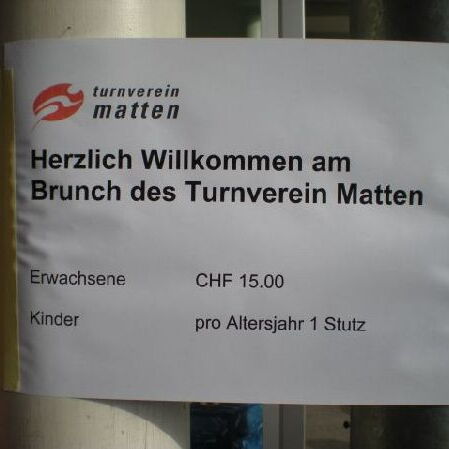 turnverein
matten
Herzlich Willkommen am
Brunch des Turnverein Matten
Erwachsene CHF 15.00
Kinder pro Altersjahr 1 Stutz